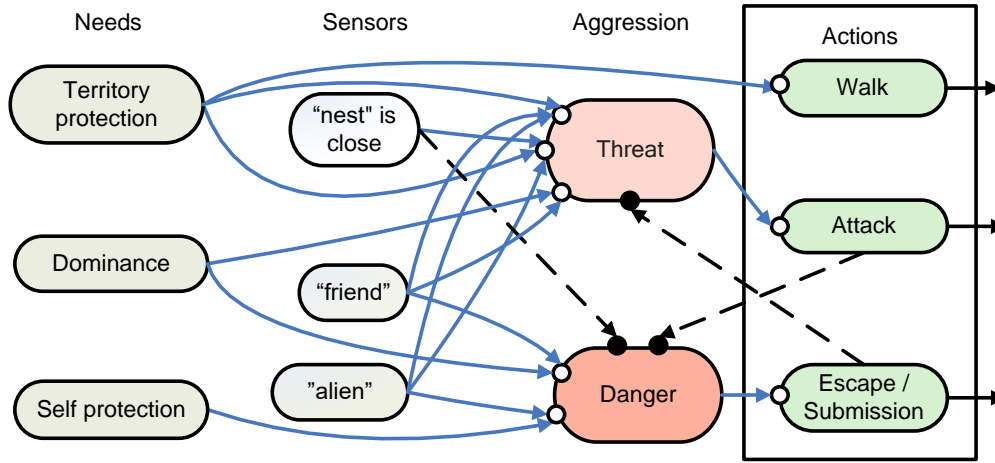 Needs
Sensors
Aggression
Actions
Territory
protection
“nest" is
close
Threat
Walk
Dominance
“friend”
Attack
Self protection
”alien”
Danger
Escape /
Submission